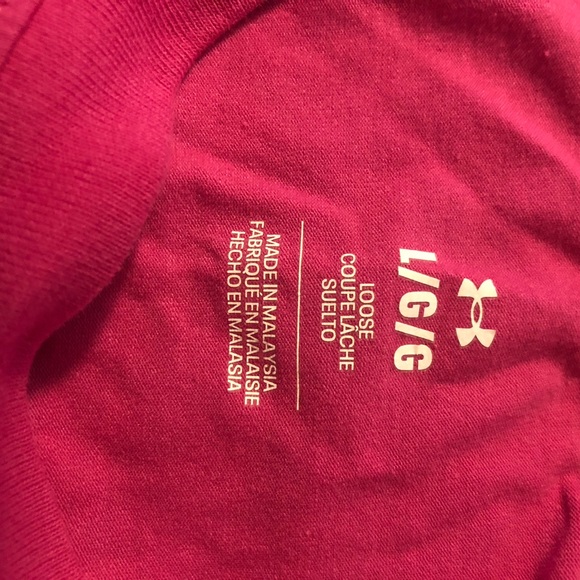 L/G/G
LOOSE
COUPE LÂCHE
SUELTO
MADE IN MALAYSIA
FABRIQUÉ EN MALAISIE
HECHO EN MALASIA